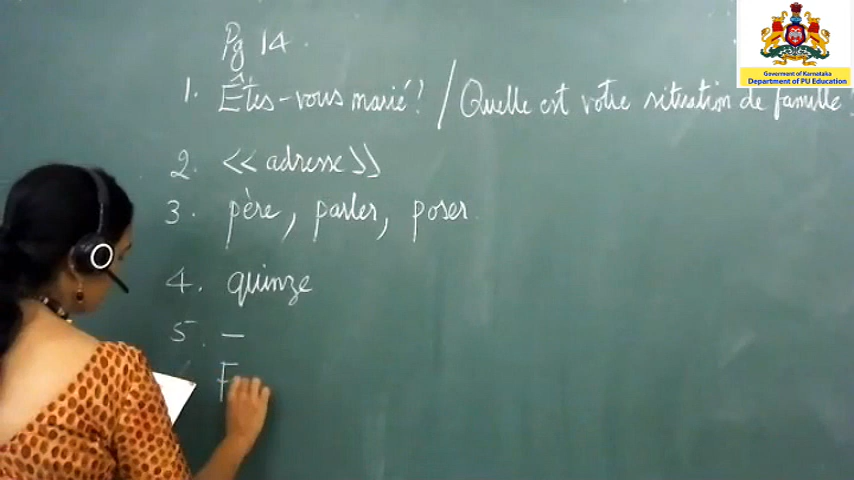 Pg 14.
1. Êtes-vous marié? / Quelle est votre situation de famille?
2. <<adresse>>
3. père, parler, poser
4. quinze
5. —
F
Goverment of Karnataka
Department of PU Education